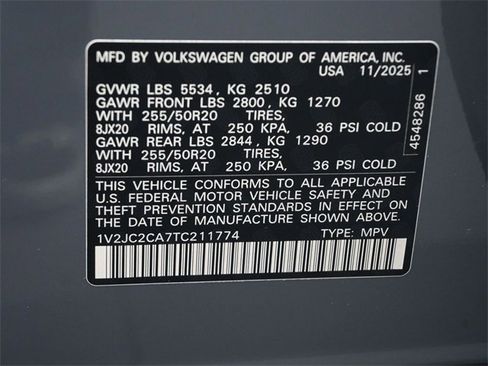 MFD BY VOLKSWAGEN GROUP OF AMERICA, INC.
USA 11/2025
GVWR LBS 5534, KG 2510
GAWR FRONT LBS 2800, KG 1270
WITH 255/50R20 TIRES,
8JX20 RIMS, AT 250 KPA, 36 PSI COLD
GAWR REAR LBS 2844, KG 1290
WITH 255/50R20 TIRES,
8JX20 RIMS, AT 250 KPA, 36 PSI COLD
THIS VEHICLE CONFORMS TO ALL APPLICABLE
U.S. FEDERAL MOTOR VEHICLE SAFETY AND
THEFT PREVENTION STANDARDS IN EFFECT ON THE
DATE OF MANUFACTURE SHOWN ABOVE.
1V2JC2CA7TC211774 TYPE: MPV
4548286 1